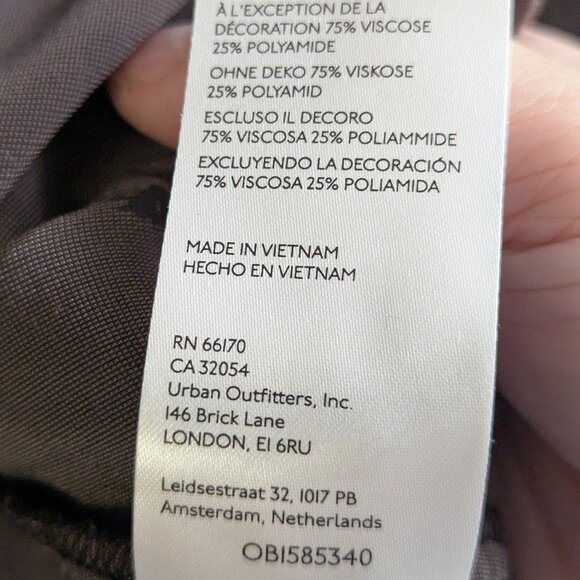 À L'EXCEPTION DE LA
DÉCORATION 75% VISCOSE
25% POLYAMIDE
OHNE DEKO 75% VISKOSE
25% POLYAMID
ESCLUSO IL DECORO
75% VISCOSA 25% POLIAMMIDE
EXCLUYENDO LA DECORACIÓN
75% VISCOSA 25% POLIAMIDA
MADE IN VIETNAM
HECHO EN VIETNAM
RN 66170
CA 32054
Urban Outfitters, Inc.
146 Brick Lane
LONDON, E1 6RU
Leidsestraat 32, 1017 PB
Amsterdam, Netherlands
OB1585340